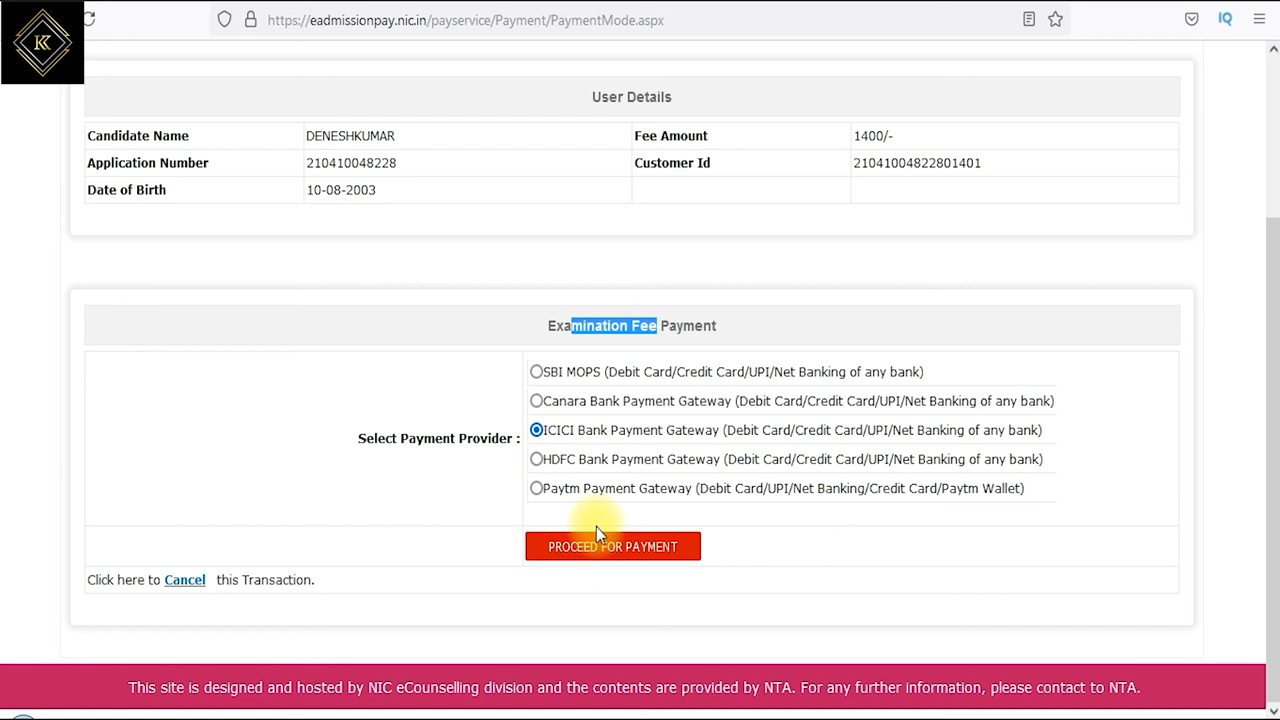 https://eadmissionpay.nic.in/payservice/Payment/PaymentMode.aspx
IQ
KK
User Details
Candidate Name DENESHKUMAR Fee Amount 1400/-
Application Number 210410048228 Customer Id 21041004822801401
Date of Birth 10-08-2003
Examination Fee Payment
SBI MOPS (Debit Card/Credit Card/UPI/Net Banking of any bank)
Canara Bank Payment Gateway (Debit Card/Credit Card/UPI/Net Banking of any bank)
Select Payment Provider : ICICI Bank Payment Gateway (Debit Card/Credit Card/UPI/Net Banking of any bank)
HDFC Bank Payment Gateway (Debit Card/Credit Card/UPI/Net Banking of any bank)
Paytm Payment Gateway (Debit Card/UPI/Net Banking/Credit Card/Paytm Wallet)
PROCEED FOR PAYMENT
Click here to Cancel this Transaction.
This site is designed and hosted by NIC eCounselling division and the contents are provided by NTA. For any further information, please contact to NTA.